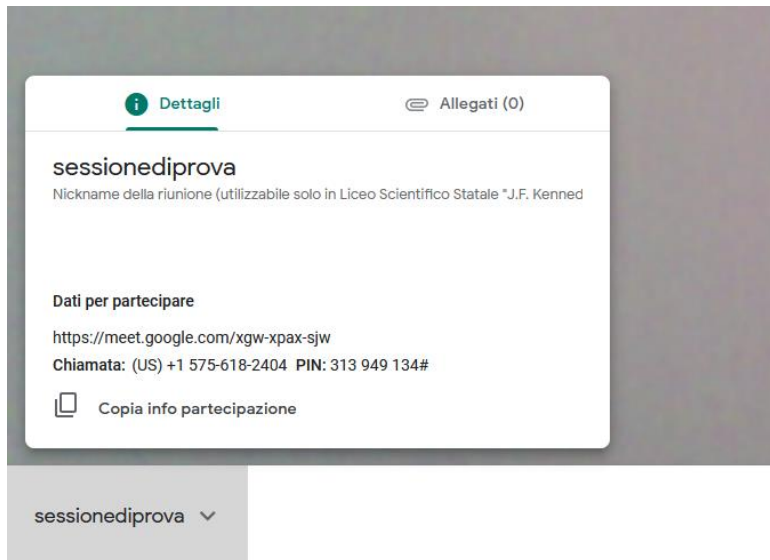 Dettagli
Allegati (0)
sessionediprova
Nickname della riunione (utilizzabile solo in Liceo Scientifico Statale "J.F. Kenned
Dati per partecipare
https://meet.google.com/xgw-xpax-sjw
Chiamata: (US) +1 575-618-2404 PIN: 313 949 134#
Copia info partecipazione
sessionediprova